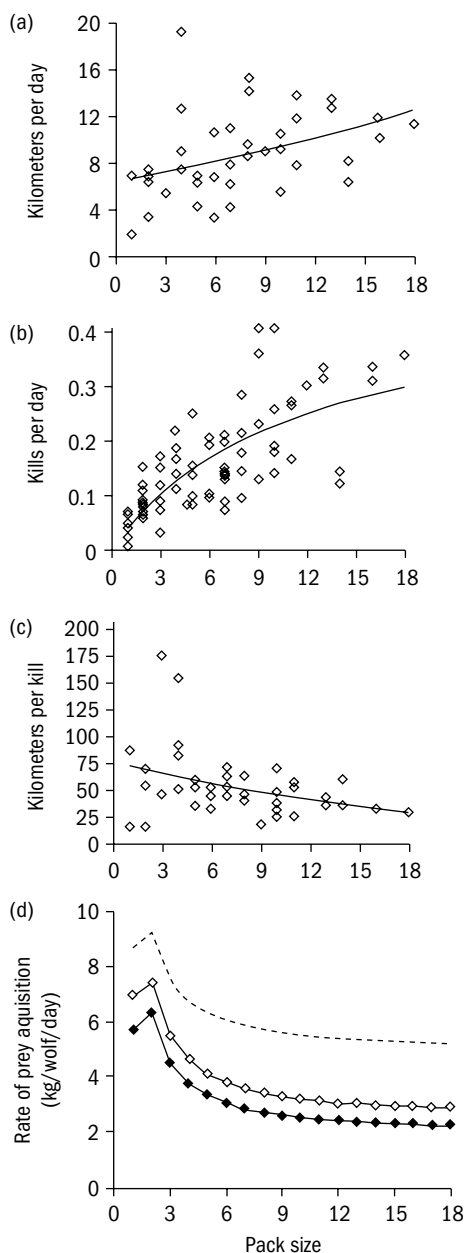 (a)
Kilometers per day
20
16
12
8
4
0
0 3 6 9 12 15 18
(b)
Kills per day
0.4
0.3
0.2
0.1
0
0 3 6 9 12 15 18
(c)
Kilometers per kill
200
175
150
125
100
75
50
25
0
0 3 6 9 12 15 18
(d)
Rate of prey aquisition
(kg/wolf/day)
10
8
6
4
2
0
0 3 6 9 12 15 18
Pack size